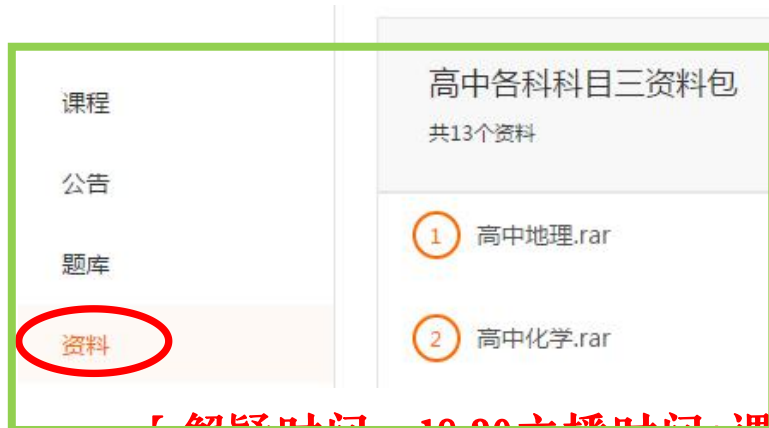 课程
公告
题库
资料
高中各科科目三资料包
共13个资料
1 高中地理.rar
2 高中化学.rar